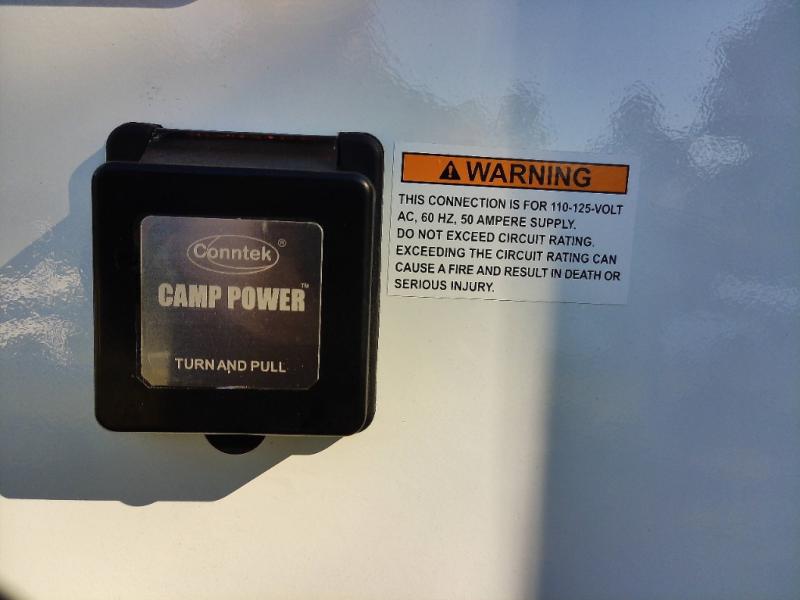 Conntek®
CAMP POWER™
TURN AND PULL
⚠ WARNING
THIS CONNECTION IS FOR 110-125-VOLT
AC, 60 HZ, 50 AMPERE SUPPLY.
DO NOT EXCEED CIRCUIT RATING.
EXCEEDING THE CIRCUIT RATING CAN
CAUSE A FIRE AND RESULT IN DEATH OR
SERIOUS INJURY.